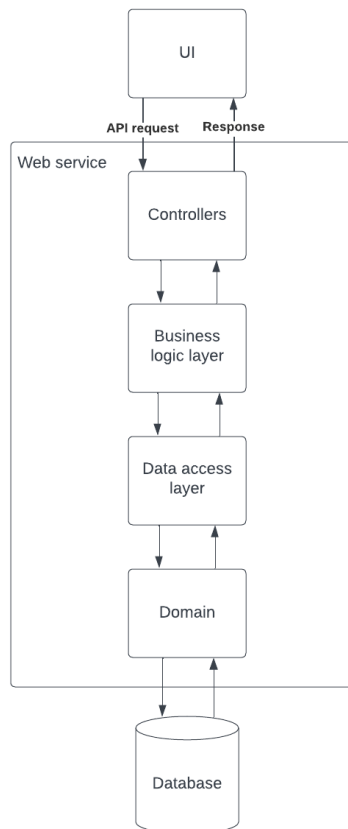 UI
API request
Response
Web service
Controllers
Business
logic layer
Data access
layer
Domain
Database